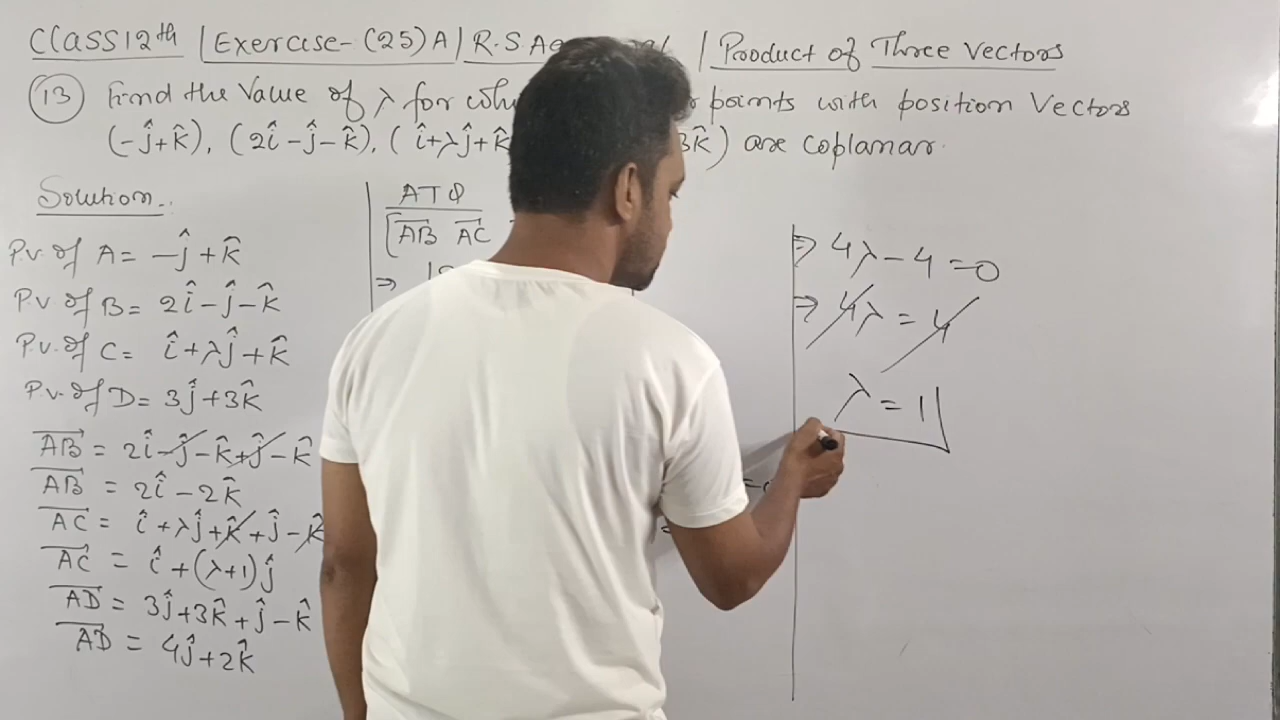 Class 12th | Exercise-(25)A | R.S. | Product of Three Vectors
(13) Find the Value of λ for points with position Vectors
(-ĵ+k̂), (2î-ĵ-k̂), (î+λĵ+k̂ 3k̂) are coplanar.
Solution..
P.v. of A = -ĵ+k̂
P.v of B = 2î-ĵ-k̂
P.v. of C = î+λĵ+k̂
P.v. of D = 3ĵ+3k̂
AB⃗ = 2î-ĵ-k̂+ĵ-k̂
AB⃗ = 2î-2k̂
AC⃗ = î+λĵ+k̂+ĵ-k̂
AC⃗ = î+(λ+1)ĵ
AD⃗ = 3ĵ+3k̂+ĵ-k̂
AD⃗ = 4ĵ+2k̂
ATQ
[AB⃗ AC⃗
⇒
⇒ 4λ-4=0
⇒ 4λ = 4
λ = 1